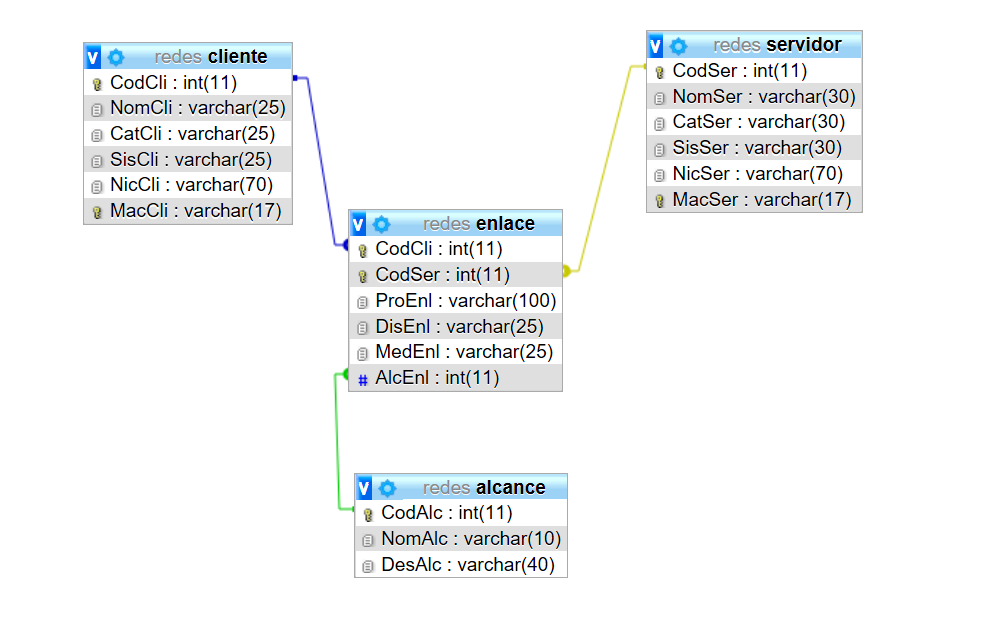 redes cliente
CodCli : int(11)
NomCli : varchar(25)
CatCli : varchar(25)
SisCli : varchar(25)
NicCli : varchar(70)
MacCli : varchar(17)
redes servidor
CodSer : int(11)
NomSer : varchar(30)
CatSer : varchar(30)
SisSer : varchar(30)
NicSer : varchar(70)
MacSer : varchar(17)
redes enlace
CodCli : int(11)
CodSer : int(11)
ProEnl : varchar(100)
DisEnl : varchar(25)
MedEnl : varchar(25)
# AlcEnl : int(11)
redes alcance
CodAlc : int(11)
NomAlc : varchar(10)
DesAlc : varchar(40)